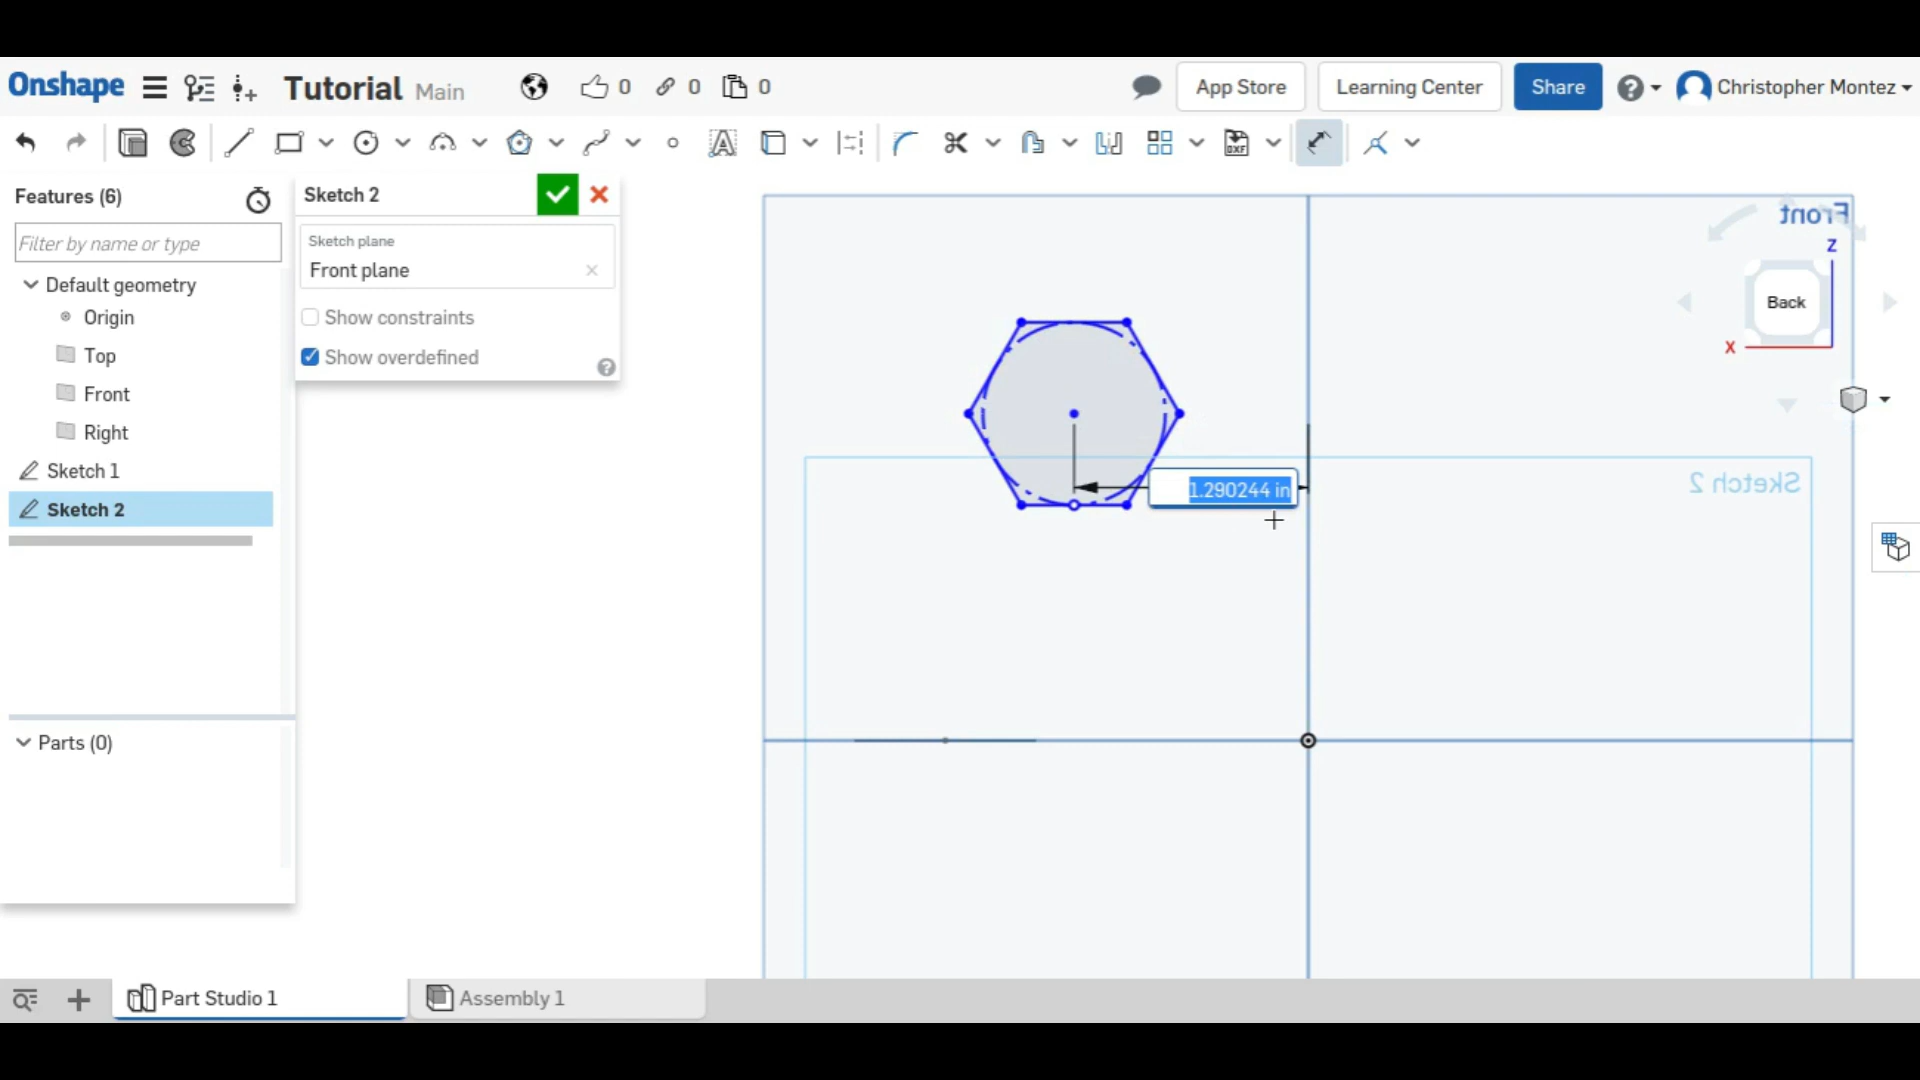 Onshape Tutorial Main 0 0 0 App Store Learning Center Share ? Christopher Montez
DXF
Features (6)
Filter by name or type
Default geometry
Origin
Top
Front
Right
Sketch 1
Sketch 2
Parts (0)
Sketch 2
Sketch plane
Front plane
Show constraints
Show overdefined
?
1.290244 in
Front
Z
Back
X
Sketch 2
Part Studio 1
Assembly 1